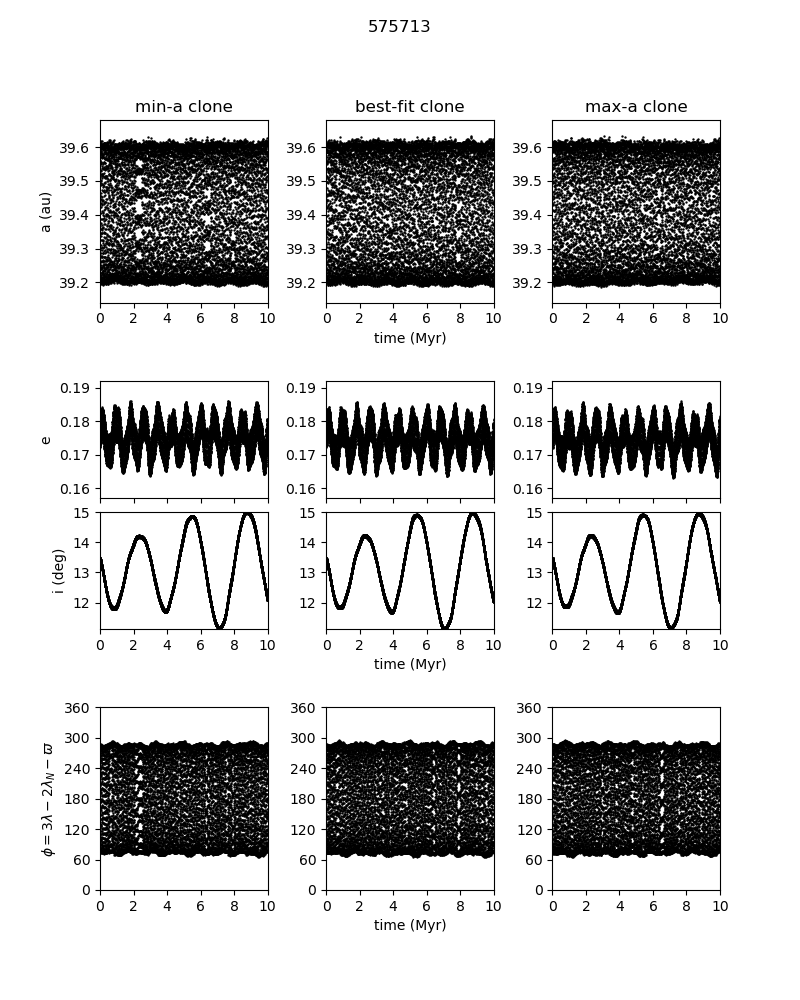 575713
min-a clone best-fit clone max-a clone
a (au)
39.6 39.6 39.6
39.5 39.5 39.5
39.4 39.4 39.4
39.3 39.3 39.3
39.2 39.2 39.2
0 2 4 6 8 10 0 2 4 6 8 10 0 2 4 6 8 10
time (Myr)
e
0.19 0.19 0.19
0.18 0.18 0.18
0.17 0.17 0.17
0.16 0.16 0.16
i (deg)
15 15 15
14 14 14
13 13 13
12 12 12
0 2 4 6 8 10 0 2 4 6 8 10 0 2 4 6 8 10
time (Myr)
ϕ = 3λ − 2λ_N − ϖ
360 360 360
300 300 300
240 240 240
180 180 180
120 120 120
60 60 60
0 0 0
0 2 4 6 8 10 0 2 4 6 8 10 0 2 4 6 8 10
time (Myr)